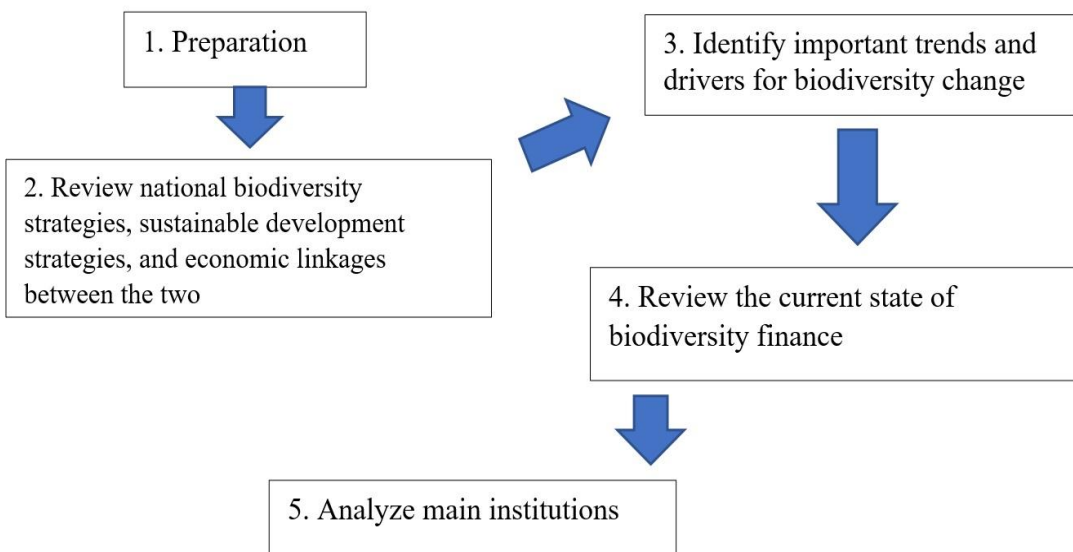 1. Preparation
2. Review national biodiversity
strategies, sustainable development
strategies, and economic linkages
between the two
3. Identify important trends and
drivers for biodiversity change
4. Review the current state of
biodiversity finance
5. Analyze main institutions